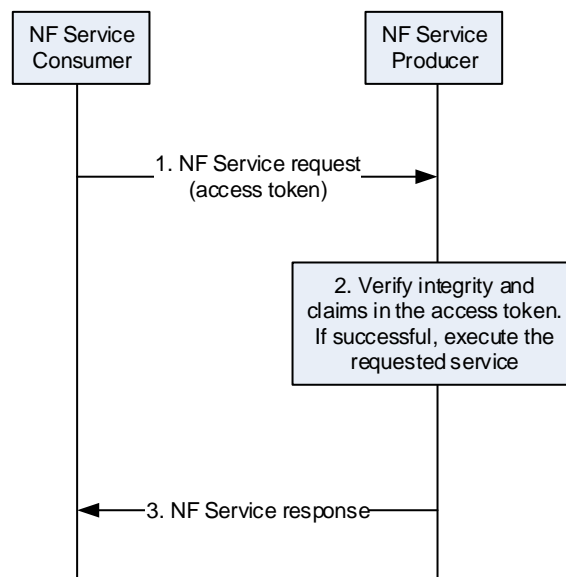 NF Service
Consumer
NF Service
Producer
1. NF Service request
(access token)
2. Verify integrity and
claims in the access token.
If successful, execute the
requested service
3. NF Service response